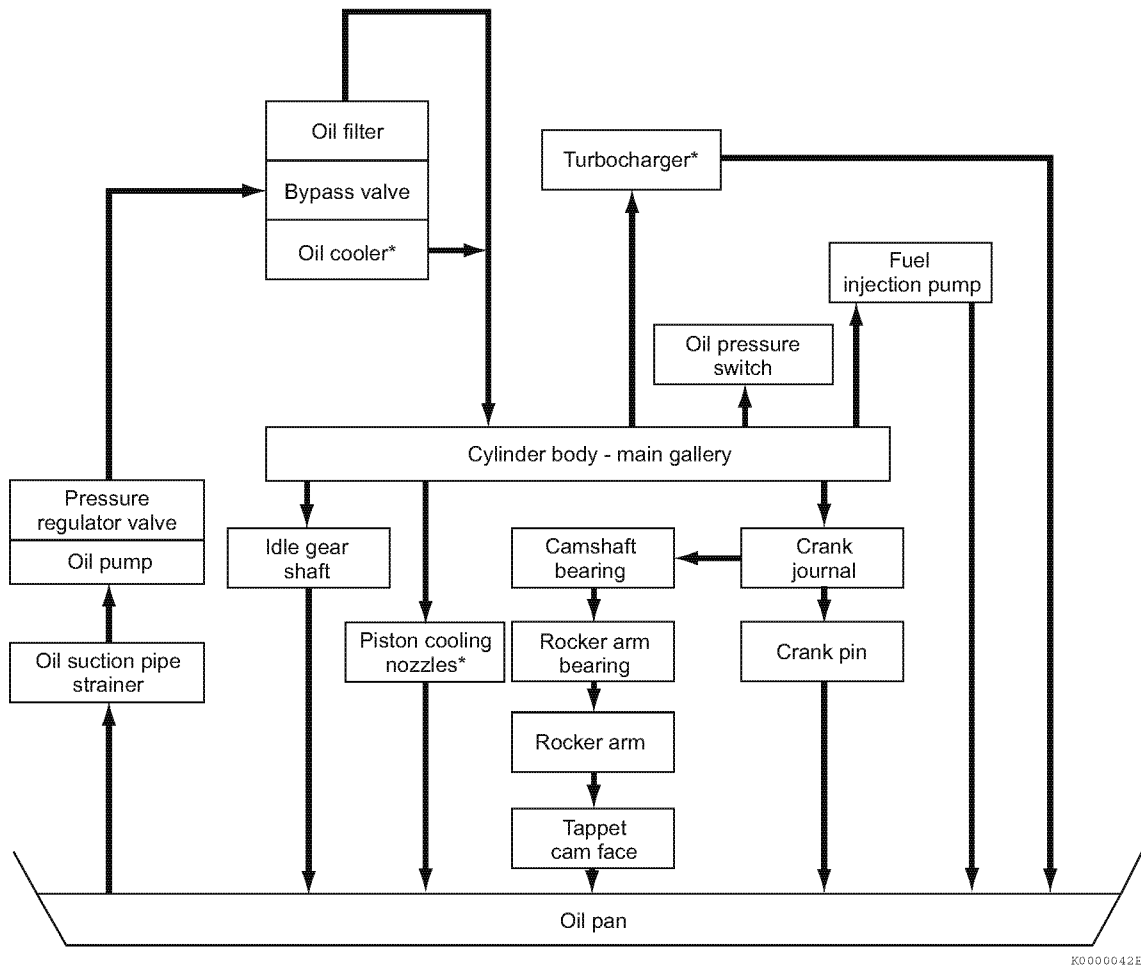 Oil filter
Bypass valve
Oil cooler*
Turbocharger*
Fuel
injection pump
Oil pressure
switch
Cylinder body - main gallery
Pressure
regulator valve
Oil pump
Oil suction pipe
strainer
Idle gear
shaft
Piston cooling
nozzles*
Camshaft
bearing
Rocker arm
bearing
Rocker arm
Tappet
cam face
Crank
journal
Crank pin
Oil pan
K0000042E